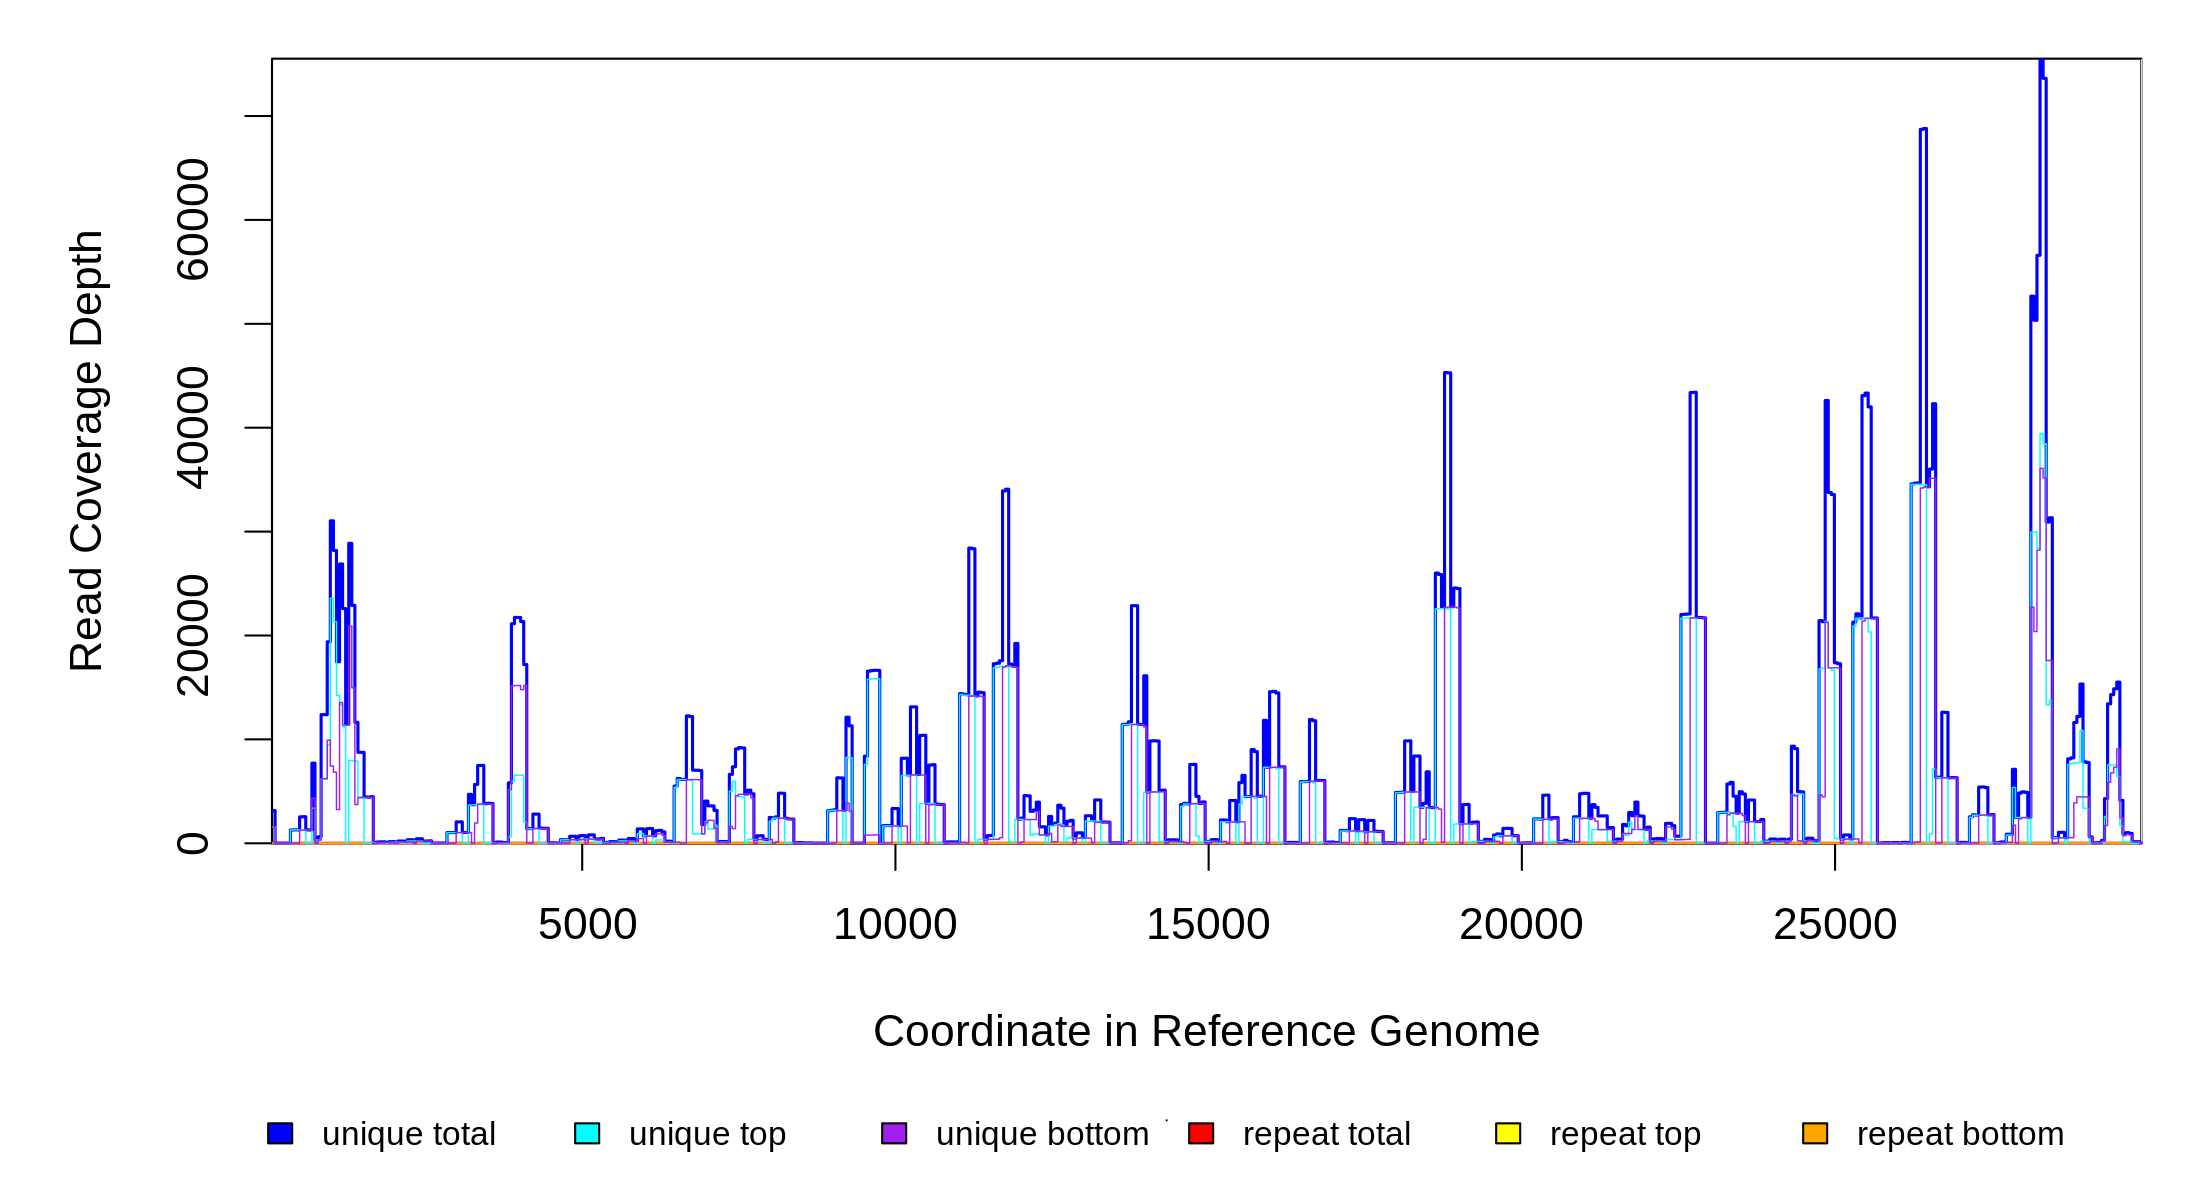 Read Coverage Depth
60000
40000
20000
0
5000 10000 15000 20000 25000
Coordinate in Reference Genome
unique total unique top unique bottom repeat total repeat top repeat bottom